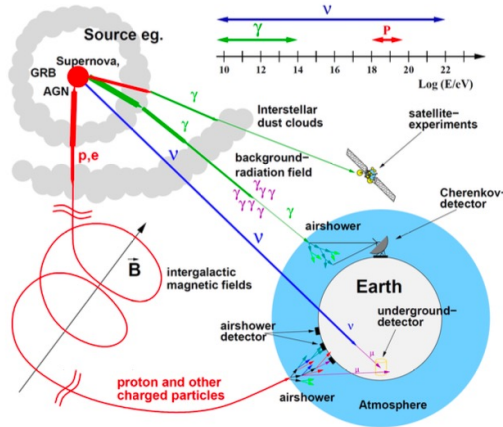 ν
γ
P
10 12 14 16 18 20 22
Log (E/eV)
Source eg.
Supernova,
GRB
AGN
p,e
γ
γ
ν
ν
Interstellar
dust clouds
background–
radiation field
γγγ
γγγγ
γ
satellite–
experiments
Cherenkov–
detector
airshower
B
intergalactic
magnetic fields
Earth
underground–
detector
airshower
detector
ν
μ
μ
proton and other
charged particles
airshower
Atmosphere